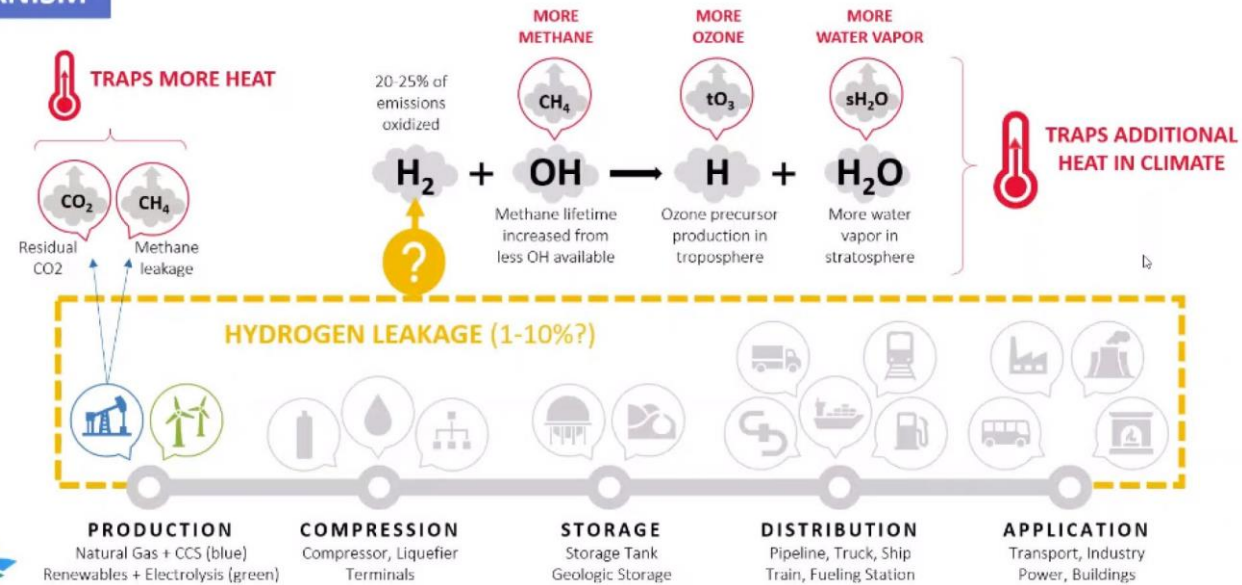 TRAPS MORE HEAT
CO₂
CH₄
Residual
CO2
Methane
leakage
20-25% of
emissions
oxidized
H₂ + OH → H + H₂O
MORE
METHANE
CH₄
Methane lifetime
increased from
less OH available
MORE
OZONE
tO₃
Ozone precursor
production in
troposphere
MORE
WATER VAPOR
sH₂O
More water
vapor in
stratosphere
TRAPS ADDITIONAL
HEAT IN CLIMATE
?
HYDROGEN LEAKAGE (1-10%?)
PRODUCTION
Natural Gas + CCS (blue)
Renewables + Electrolysis (green)
COMPRESSION
Compressor, Liquefier
Terminals
STORAGE
Storage Tank
Geologic Storage
DISTRIBUTION
Pipeline, Truck, Ship
Train, Fueling Station
APPLICATION
Transport, Industry
Power, Buildings